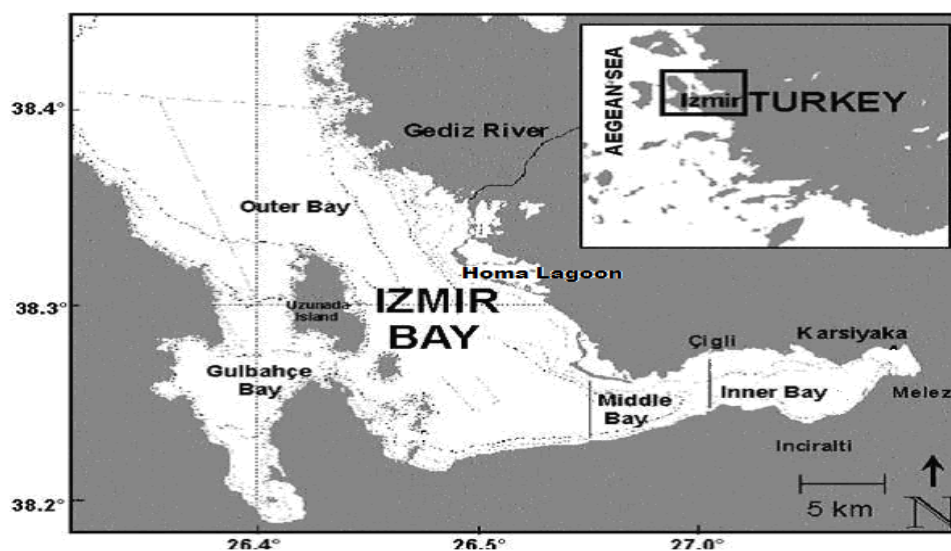 38.4°
38.3°
38.2°
26.4°
26.5°
27.0°
Gediz River
Outer Bay
Homa Lagoon
Uzunada
Island
IZMIR
BAY
Gulbahçe
Bay
Middle
Bay
Çigli
Inner Bay
Karsiyaka
Melez
Inciralti
5 km
N
AEGEAN SEA
Izmir
TURKEY